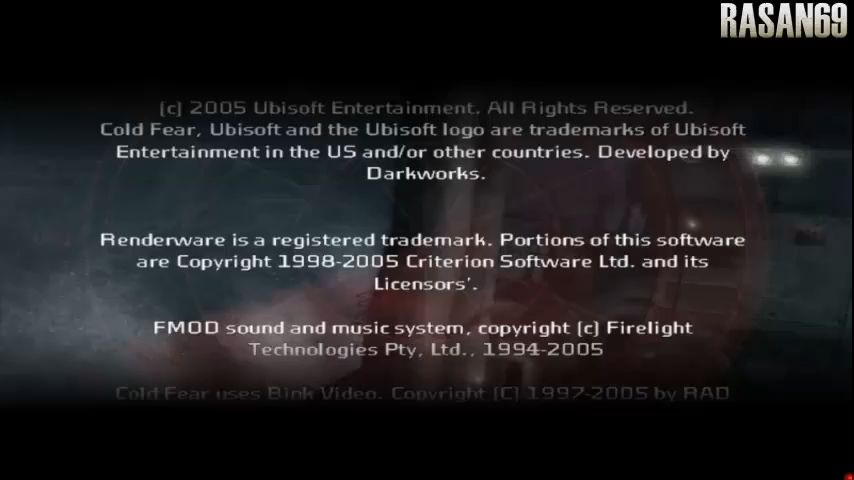 RASAN69
(c) 2005 Ubisoft Entertainment. All Rights Reserved.
Cold Fear, Ubisoft and the Ubisoft logo are trademarks of Ubisoft
Entertainment in the US and/or other countries. Developed by
Darkworks.
Renderware is a registered trademark. Portions of this software
are Copyright 1998-2005 Criterion Software Ltd. and its
Licensors'.
FMOD sound and music system, copyright (c) Firelight
Technologies Pty, Ltd., 1994-2005
Cold Fear uses Bink Video. Copyright (C) 1997-2005 by RAD